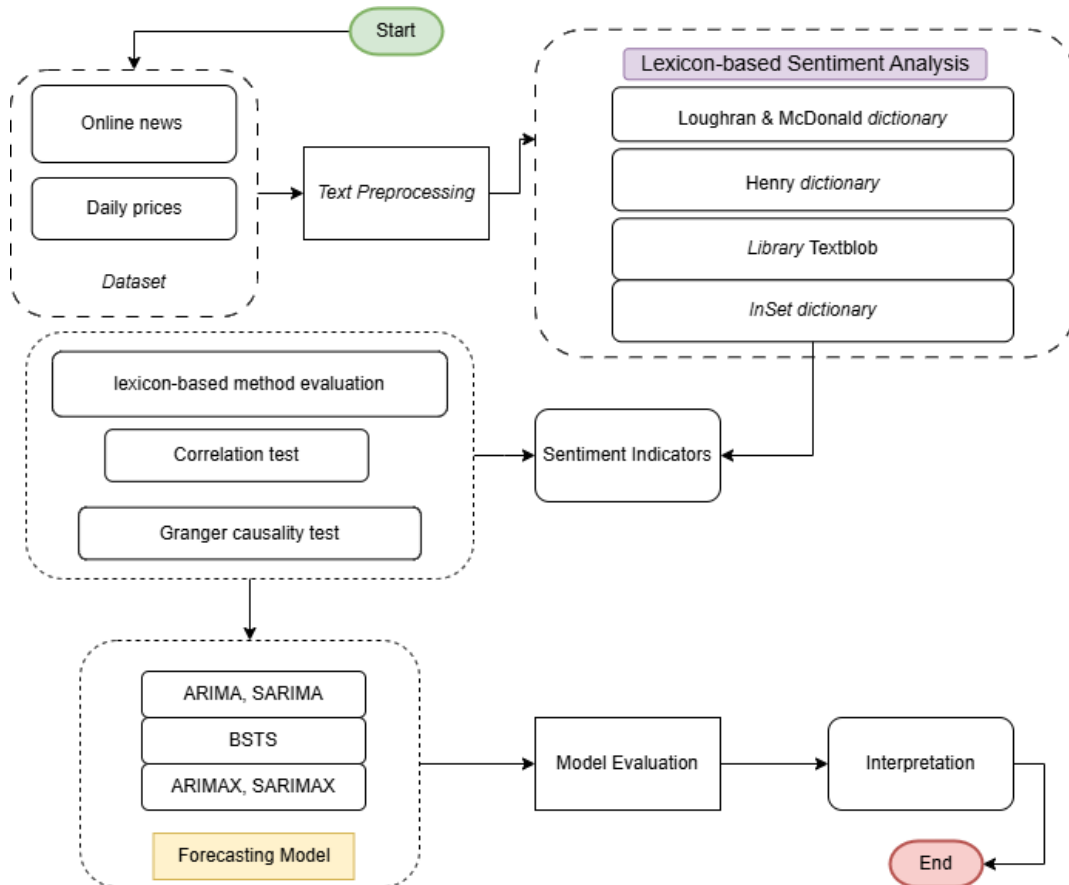 Start
Online news
Daily prices
Dataset
Text Preprocessing
Lexicon-based Sentiment Analysis
Loughran & McDonald dictionary
Henry dictionary
Library Textblob
InSet dictionary
lexicon-based method evaluation
Correlation test
Granger causality test
Sentiment Indicators
ARIMA, SARIMA
BSTS
ARIMAX, SARIMAX
Forecasting Model
Model Evaluation
Interpretation
End